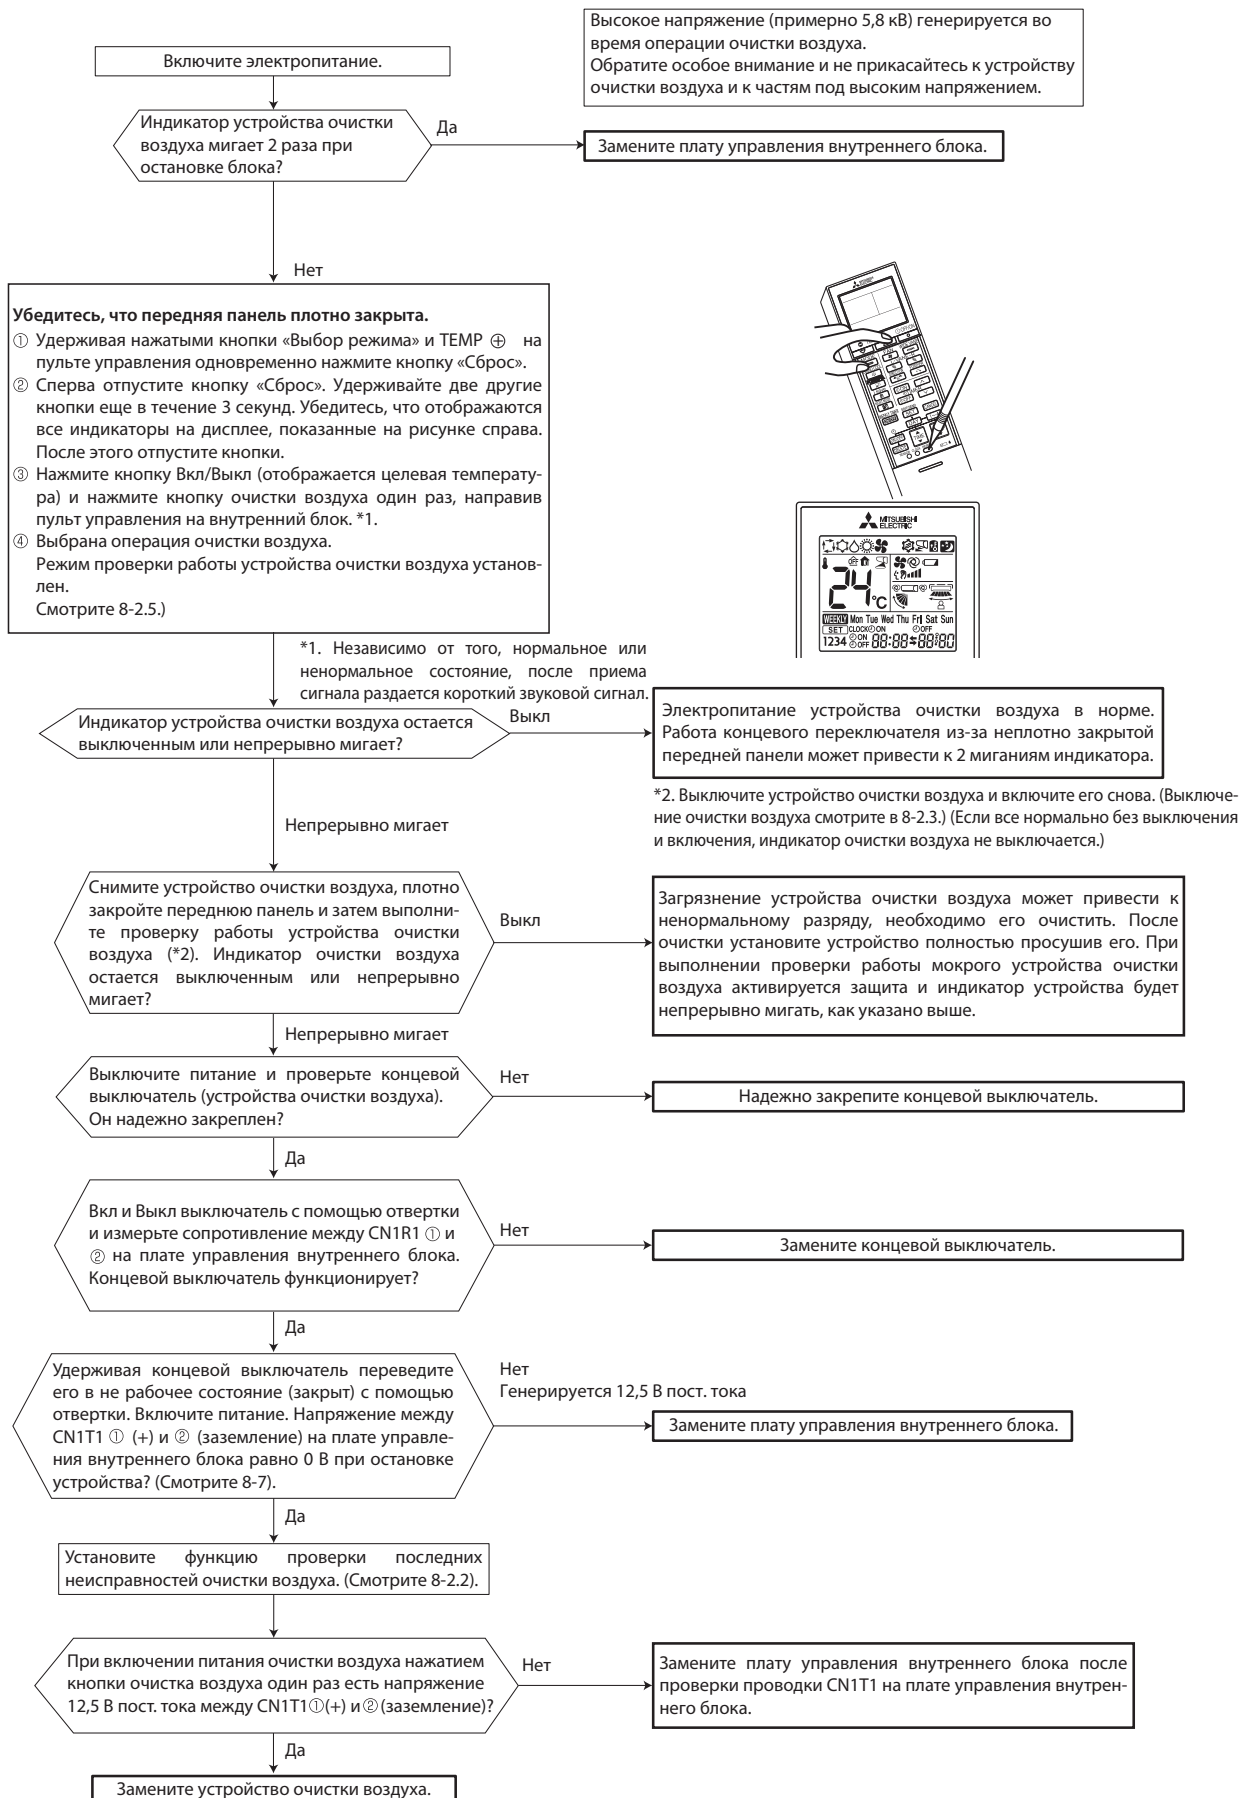 Высокое напряжение (примерно 5,8 кВ) генерируется во
время операции очистки воздуха.
Обратите особое внимание и не прикасайтесь к устройству
очистки воздуха и к частям под высоким напряжением.
Включите электропитание.
Индикатор устройства очистки
воздуха мигает 2 раза при
остановке блока?
Да
Замените плату управления внутреннего блока.
Нет
Убедитесь, что передняя панель плотно закрыта.
① Удерживая нажатыми кнопки «Выбор режима» и TEMP ⊕ на
пульте управления одновременно нажмите кнопку «Сброс».
② Сперва отпустите кнопку «Сброс». Удерживайте две другие
кнопки еще в течение 3 секунд. Убедитесь, что отображаются
все индикаторы на дисплее, показанные на рисунке справа.
После этого отпустите кнопки.
③ Нажмите кнопку Вкл/Выкл (отображается целевая температу-
ра) и нажмите кнопку очистки воздуха один раз, направив
пульт управления на внутренний блок. *1.
④ Выбрана операция очистки воздуха.
Режим проверки работы устройства очистки воздуха установ-
лен.
Смотрите 8-2.5.)
MITSUBISHI
ELECTRIC
24°C
WEEKLY Mon Tue Wed Thu Fri Sat Sun
SET CLOCK ON OFF
1234 ON OFF 88:88 88:80
*1. Независимо от того, нормальное или
ненормальное состояние, после приема
сигнала раздается короткий звуковой сигнал.
Индикатор устройства очистки воздуха остается
выключенным или непрерывно мигает?
Выкл
Электропитание устройства очистки воздуха в норме.
Работа концевого переключателя из-за неплотно закрытой
передней панели может привести к 2 миганиям индикатора.
*2. Выключите устройство очистки воздуха и включите его снова. (Выключе-
ние очистки воздуха смотрите в 8-2.3.) (Если все нормально без выключения
и включения, индикатор очистки воздуха не выключается.)
Непрерывно мигает
Снимите устройство очистки воздуха, плотно
закройте переднюю панель и затем выполни-
те проверку работы устройства очистки
воздуха (*2). Индикатор очистки воздуха
остается выключенным или непрерывно
мигает?
Выкл
Загрязнение устройства очистки воздуха может привести к
ненормальному разряду, необходимо его очистить. После
очистки установите устройство полностью просушив его. При
выполнении проверки работы мокрого устройства очистки
воздуха активируется защита и индикатор устройства будет
непрерывно мигать, как указано выше.
Непрерывно мигает
Выключите питание и проверьте концевой
выключатель (устройства очистки воздуха).
Он надежно закреплен?
Нет
Надежно закрепите концевой выключатель.
Да
Вкл и Выкл выключатель с помощью отвертки
и измерьте сопротивление между CN1R1 ① и
② на плате управления внутреннего блока.
Концевой выключатель функционирует?
Нет
Замените концевой выключатель.
Да
Удерживая концевой выключатель переведите
его в не рабочее состояние (закрыт) с помощью
отвертки. Включите питание. Напряжение между
CN1T1 ① (+) и ② (заземление) на плате управле-
ния внутреннего блока равно 0 В при остановке
устройства? (Смотрите 8-7).
Нет
Генерируется 12,5 В пост. тока
Замените плату управления внутреннего блока.
Да
Установите функцию проверки последних
неисправностей очистки воздуха. (Смотрите 8-2.2).
При включении питания очистки воздуха нажатием
кнопки очистка воздуха один раз есть напряжение
12,5 В пост. тока между CN1T1①(+) и②(заземление)?
Нет
Замените плату управления внутреннего блока после
проверки проводки CN1T1 на плате управления внутрен-
него блока.
Да
Замените устройство очистки воздуха.